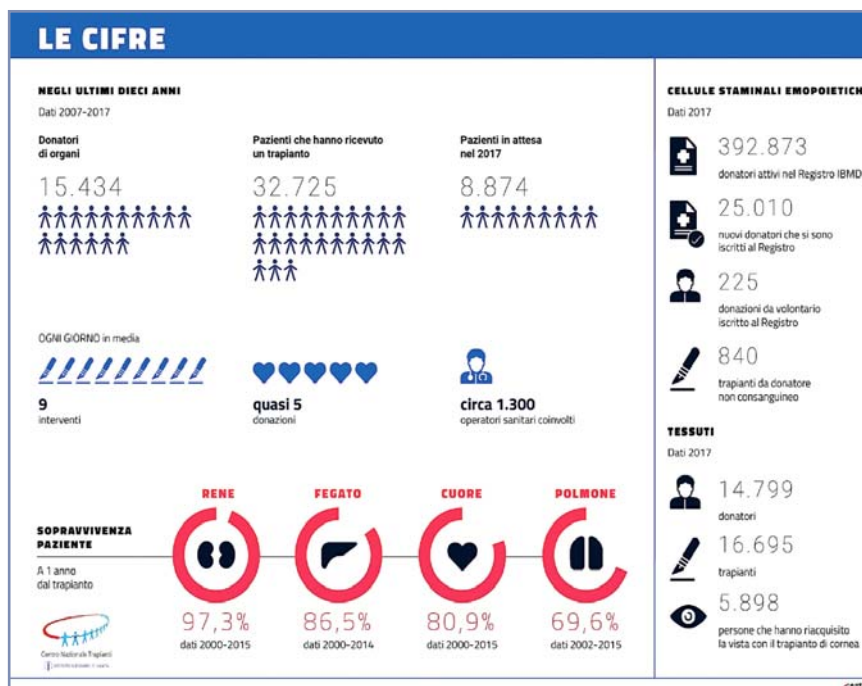 LE CIFRE
NEGLI ULTIMI DIECI ANNI
Dati 2007-2017
Donatori
di organi
15.434
Pazienti che hanno ricevuto
un trapianto
32.725
Pazienti in attesa
nel 2017
8.874
OGNI GIORNO in media
9
interventi
quasi 5
donazioni
circa 1.300
operatori sanitari coinvolti
SOPRAVVIVENZA
PAZIENTE
A 1 anno
dal trapianto
RENE
97,3%
dati 2000-2015
FEGATO
86,5%
dati 2000-2014
CUORE
80,9%
dati 2000-2015
POLMONE
69,6%
dati 2002-2015
Centro Nazionale Trapianti
CELLULE STAMINALI EMOPOIETICH
Dati 2017
392.873
donatori attivi nel Registro IBMD
25.010
nuovi donatori che si sono
iscritti al Registro
225
donazioni da volontario
iscritto al Registro
840
trapianti da donatore
non consanguineo
TESSUTI
Dati 2017
14.799
donatori
16.695
trapianti
5.898
persone che hanno riacquisito
la vista con il trapianto di cornea